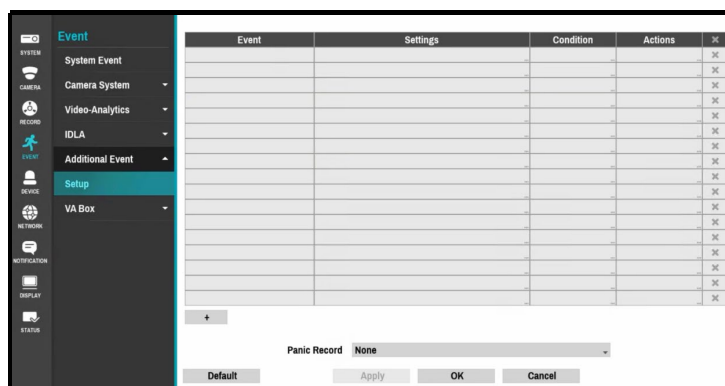 SYSTEM
CAMERA
RECORD
EVENT
DEVICE
NETWORK
NOTIFICATION
DISPLAY
STATUS
Event
System Event
Camera System
Video-Analytics
IDLA
Additional Event
Setup
VA Box
Event Settings Condition Actions
+
Panic Record None
Default Apply OK Cancel